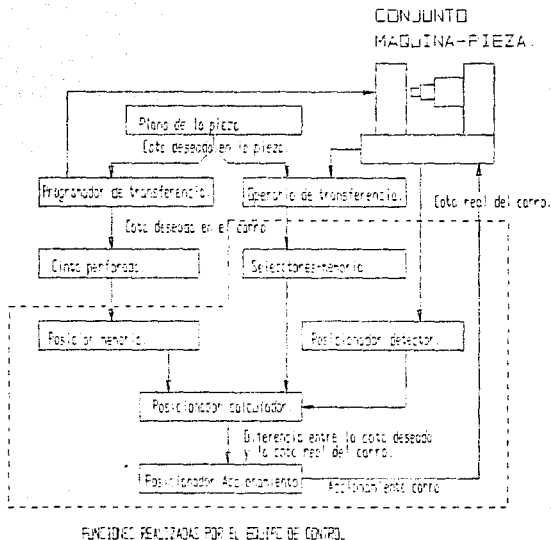 CONJUNTO
MAQUINA-PIEZA.
Plano de la pieza
Cota deseada en la pieza.
Programador de transferencia.
Operario de transferencia.
Cota real del carro.
Cota deseada en el carro
Cinta perforada.
Selectores-memoria
Posicior memoria.
Posicionador detector.
Posicionador calculador.
Diferencia entre la cota deseada
y la cota real del carro.
Posicionador Accionamiento
Accionamiento carro
FUNCIONES REALIZADAS POR EL EQUIPO DE CONTROL